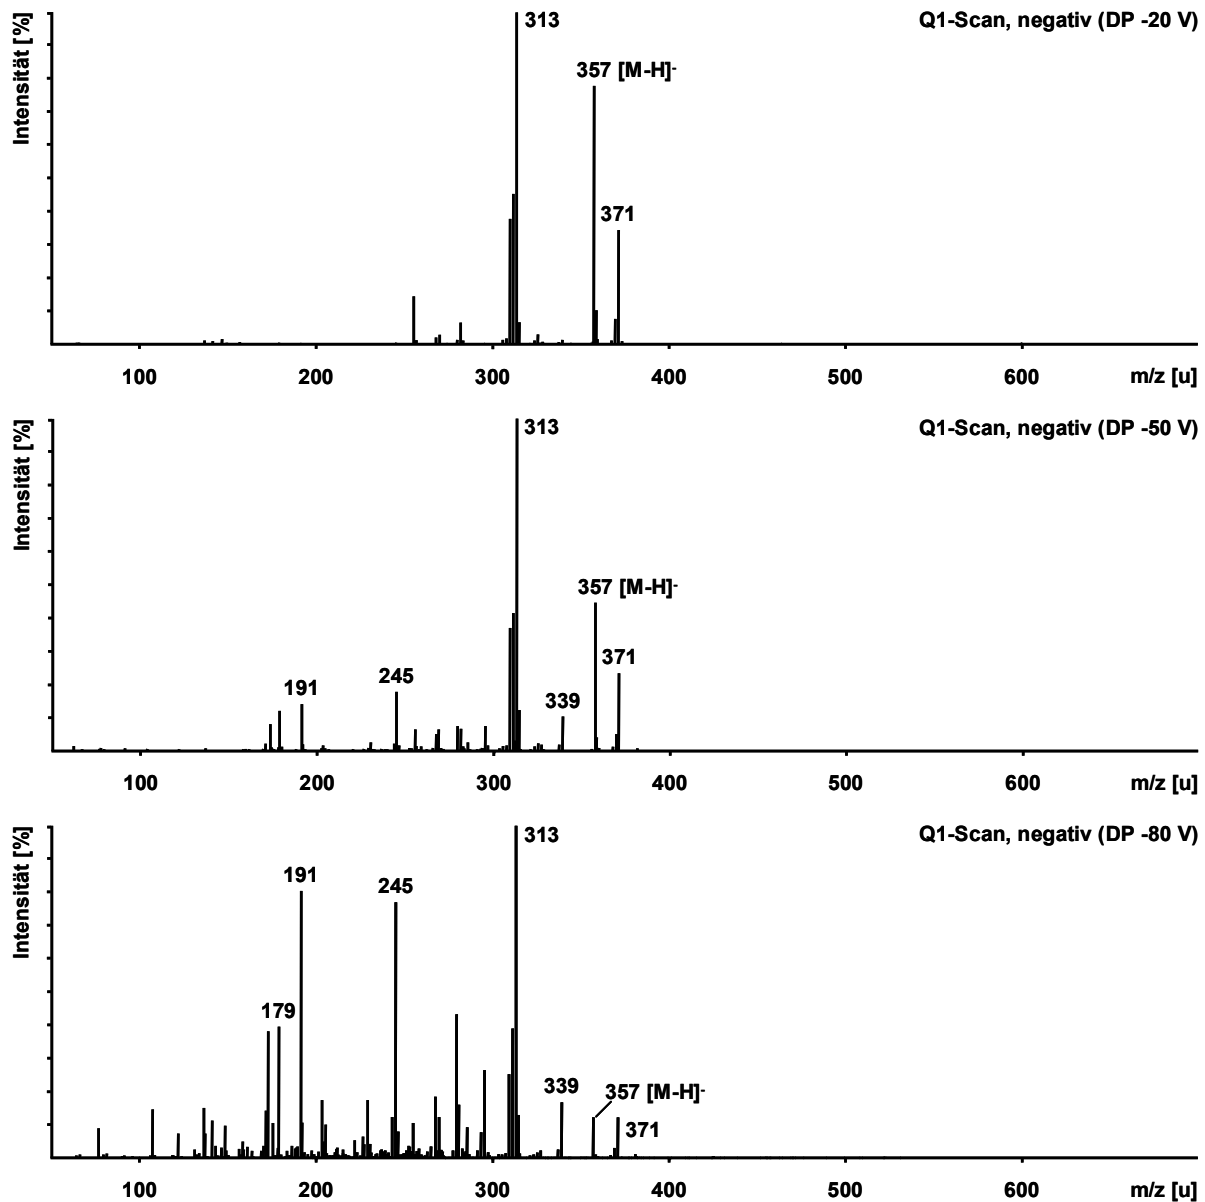 Intensität [%]
Q1-Scan, negativ (DP -20 V)
313
357 [M-H]-
371
100 200 300 400 500 600 m/z [u]
Intensität [%]
Q1-Scan, negativ (DP -50 V)
313
357 [M-H]-
371
245
191
339
100 200 300 400 500 600 m/z [u]
Intensität [%]
Q1-Scan, negativ (DP -80 V)
313
191
245
179
339
357 [M-H]-
371
100 200 300 400 500 600 m/z [u]